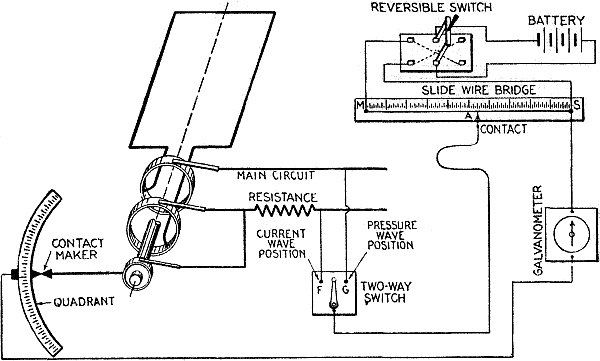 REVERSIBLE SWITCH
BATTERY
SLIDE WIRE BRIDGE
M
S
A
CONTACT
MAIN CIRCUIT
RESISTANCE
CURRENT
WAVE
POSITION
PRESSURE
WAVE
POSITION
GALVANOMETER
CONTACT
MAKER
F
G
TWO-WAY
SWITCH
QUADRANT